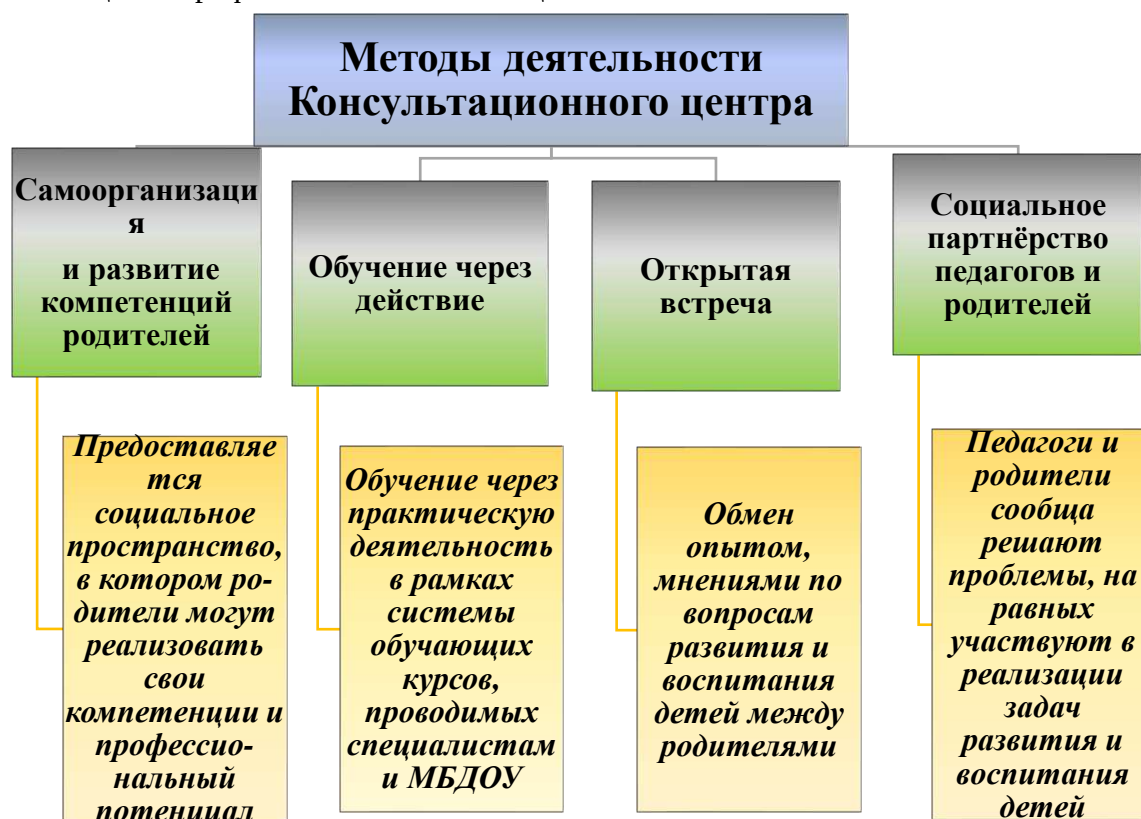 Методы деятельности
Консультационного центра
Самоорганизаци
я
и развитие
компетенций
родителей
Обучение через
действие
Открытая
встреча
Социальное
партнёрство
педагогов и
родителей
Предоставляе
тся
социальное
пространство,
в котором ро-
дители могут
реализовать
свои
компетенции и
профессио-
нальный
потенциал
Обучение через
практическую
деятельность
в рамках
системы
обучающих
курсов,
проводимых
специалистам
и МБДОУ
Обмен
опытом,
мнениями по
вопросам
развития и
воспитания
детей между
родителями
Педагоги и
родители
сообща
решают
проблемы, на
равных
участвуют в
реализации
задач
развития и
воспитания
детей